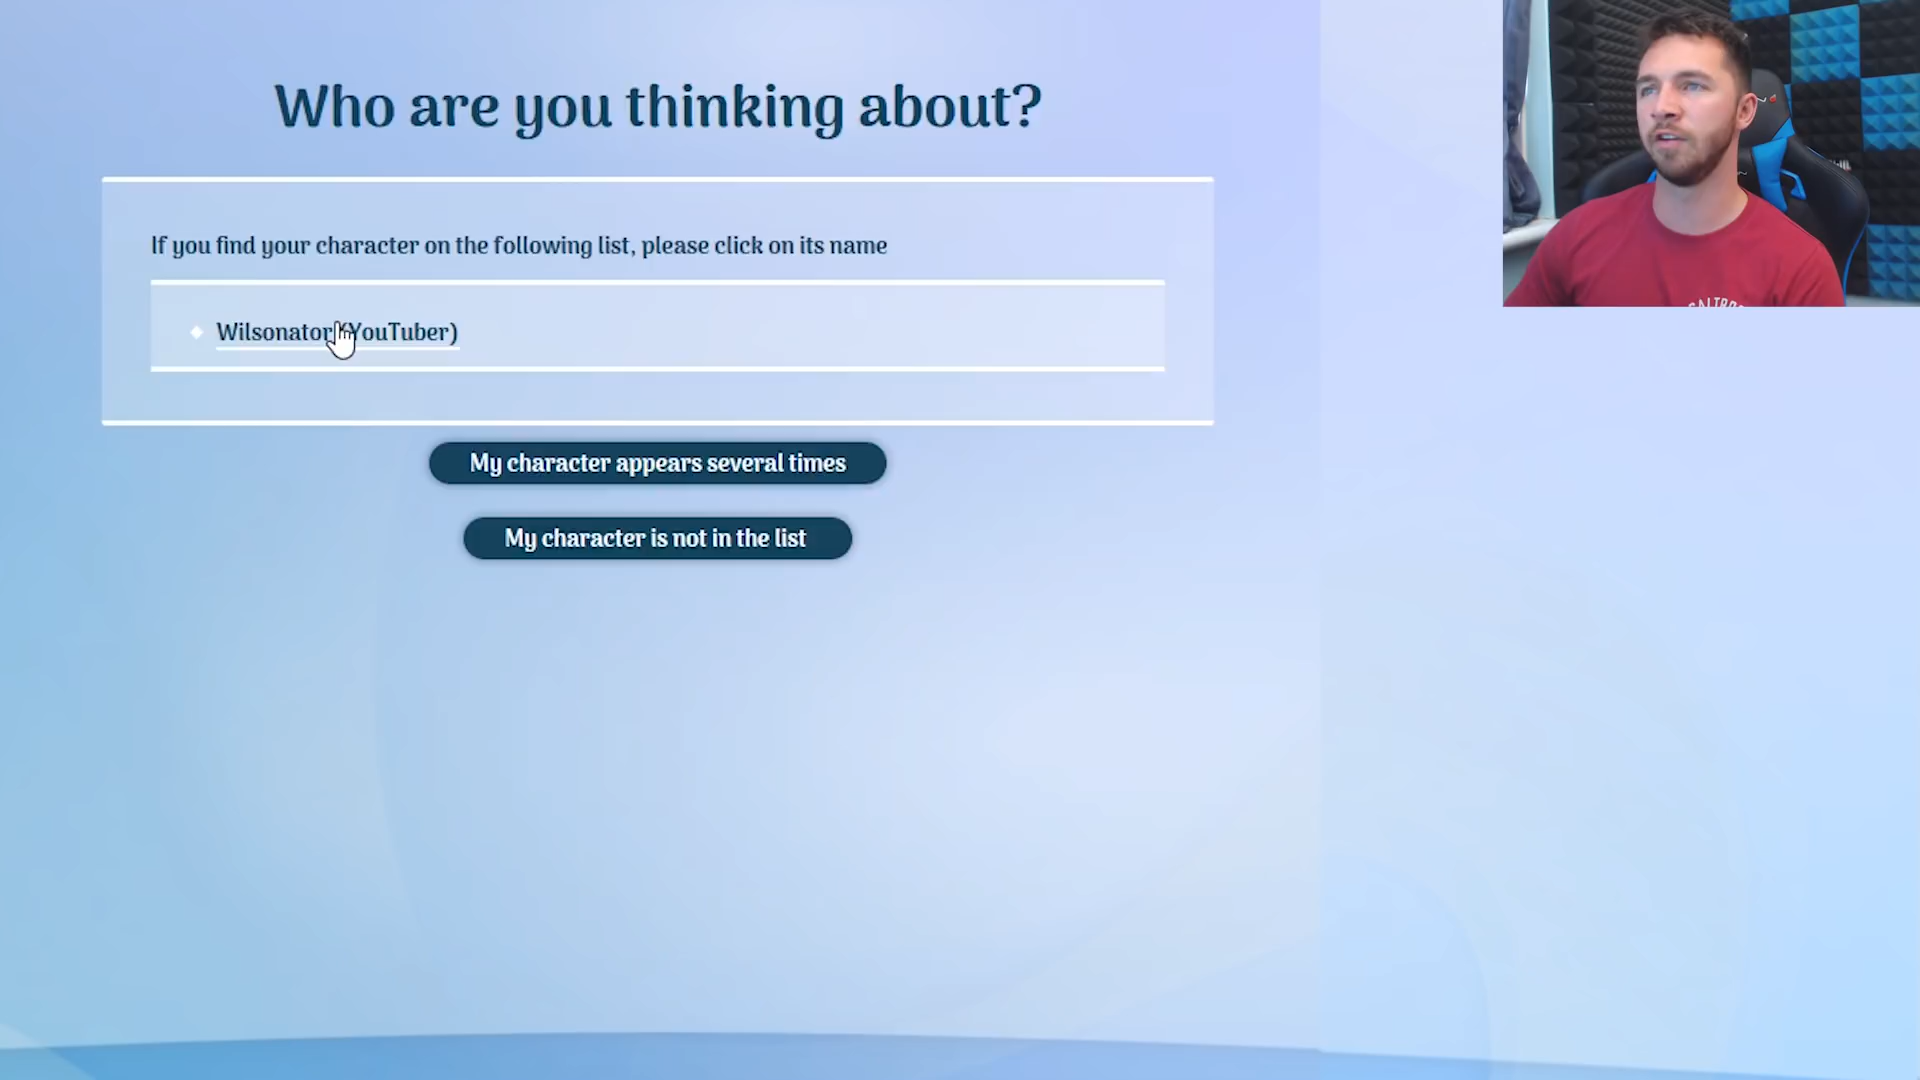 Who are you thinking about?
If you find your character on the following list, please click on its name
Wilsonator (YouTuber)
My character appears several times
My character is not in the list